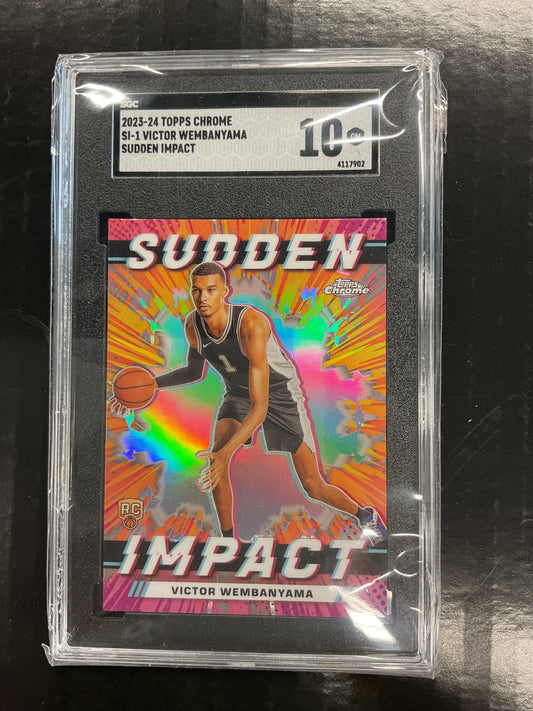 SGC
2023-24 TOPPS CHROME
SI-1 VICTOR WEMBANYAMA
SUDDEN IMPACT
10 GM
4117902
SUDDEN
Topps
Chrome
1
RC
IMPACT
VICTOR WEMBANYAMA